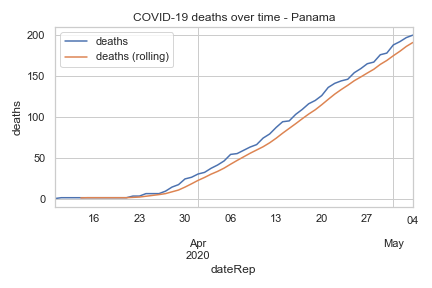 COVID-19 deaths over time - Panama
deaths
deaths (rolling)
200
150
100
50
0
deaths
16 23 30 06 13 20 27 04
Apr May
2020
dateRep